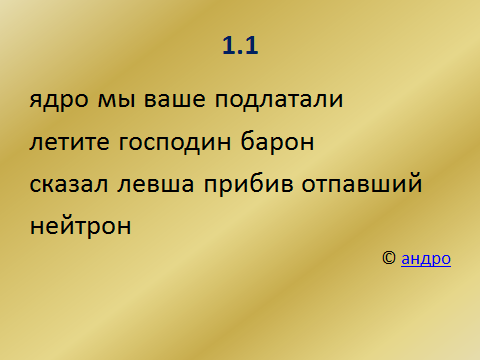 1.1
ядро мы ваше подлатали
летите господин барон
сказал левша прибив отпавший
нейтрон
© андро